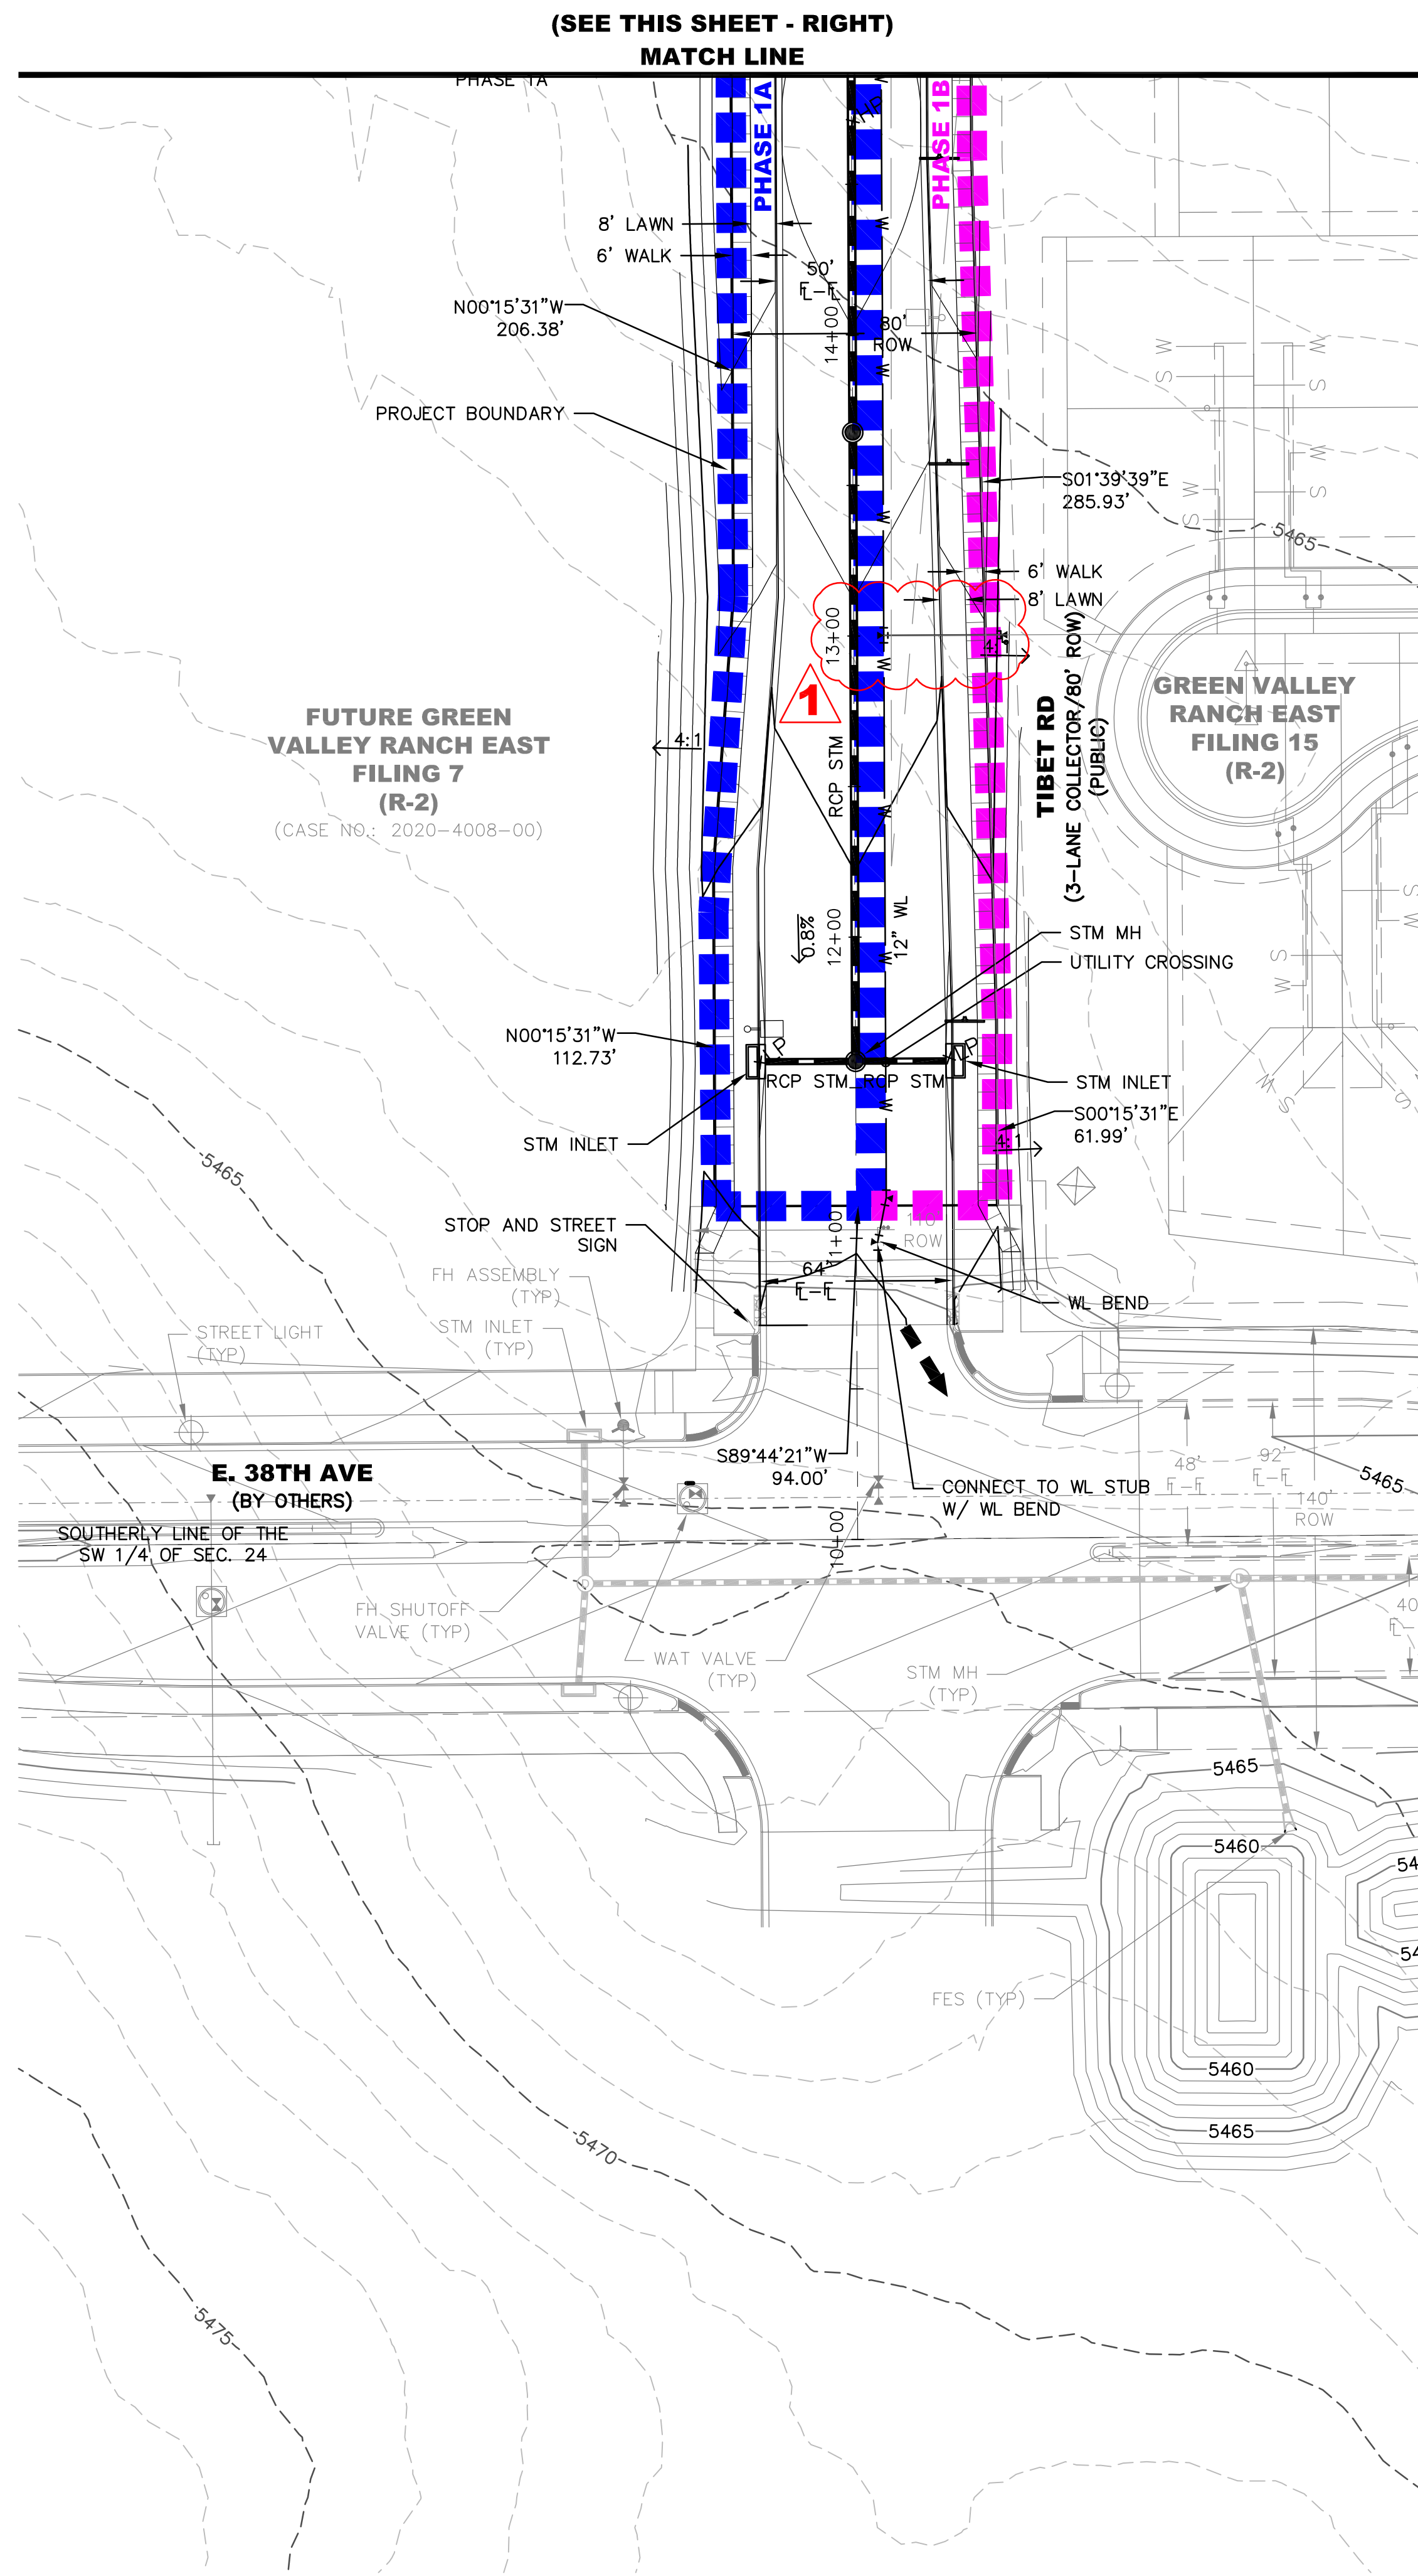 (SEE THIS SHEET - RIGHT)
MATCH LINE
PHASE 1A
PHASE 1A
PHASE 1B
HP
8' LAWN
6' WALK
50'
FL-FL
N00°15'31"W
206.38'
14+00
80'
ROW
PROJECT BOUNDARY
S01°39'39"E
285.93'
5465
6' WALK
8' LAWN
13+00
4:1
1
TIBET RD
(3-LANE COLLECTOR/80' ROW)
(PUBLIC)
GREEN VALLEY
RANCH EAST
FILING 15
(R-2)
FUTURE GREEN
VALLEY RANCH EAST
FILING 7
(R-2)
(CASE NO.: 2020-4008-00)
4:1
RCP STM
12+00
0.8%
12" WL
STM MH
UTILITY CROSSING
N00°15'31"W
112.73'
LP
LP
RCP STM
RCP STM
STM INLET
S00°15'31"E
61.99'
4:1
STM INLET
5465
STOP AND STREET
SIGN
11+00
110'
ROW
64'
FL-FL
WL BEND
FH ASSEMBLY
(TYP)
STREET LIGHT
(TYP)
STM INLET
(TYP)
S89°44'21"W
94.00'
CONNECT TO WL STUB
W/ WL BEND
48'
FL-FL
92'
FL-FL
140'
ROW
5465
E. 38TH AVE
(BY OTHERS)
SOUTHERLY LINE OF THE
SW 1/4 OF SEC. 24
10+00
FH SHUTOFF
VALVE (TYP)
WAT VALVE
(TYP)
STM MH
(TYP)
40
5465
5460
FES (TYP)
5460
5465
5470
5475